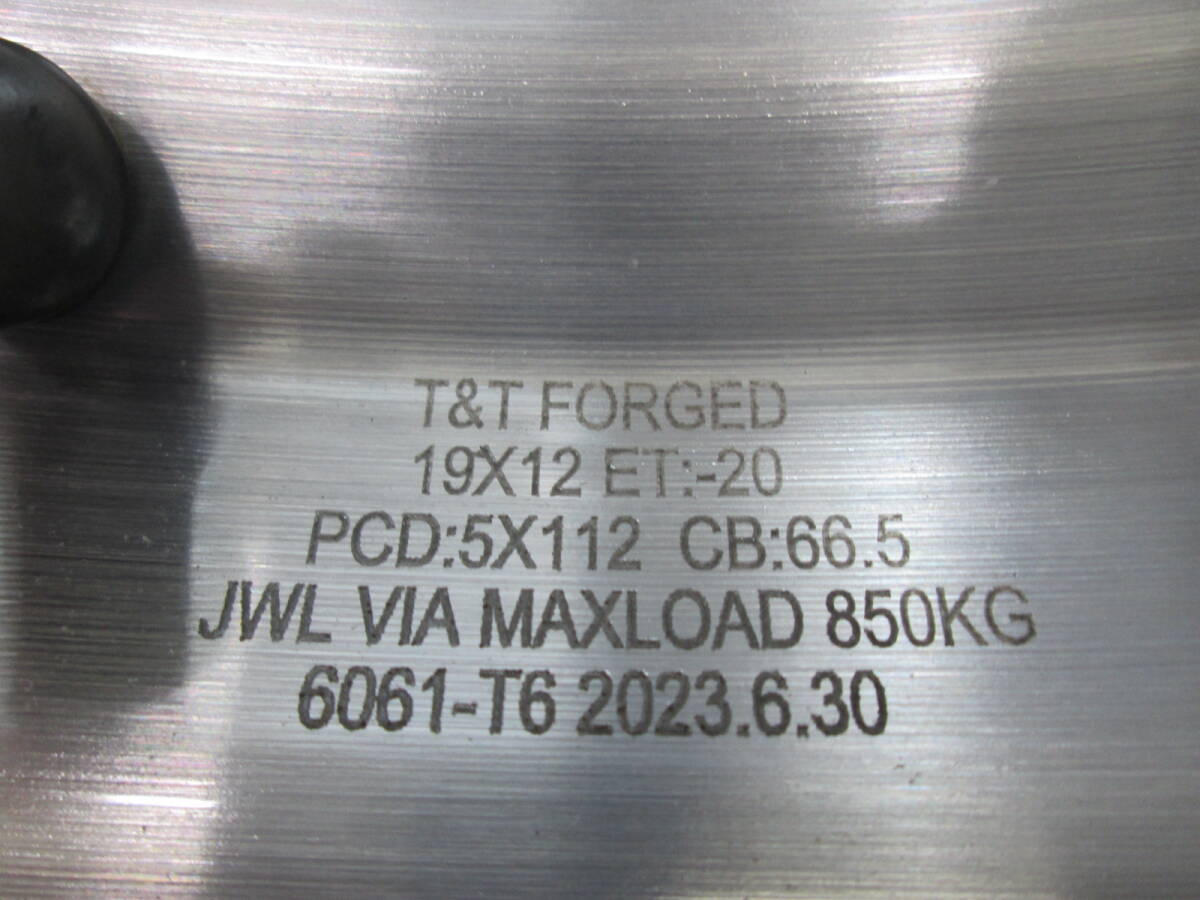 T&T FORGED
19X12 ET:-20
PCD:5X112 CB:66.5
JWL VIA MAXLOAD 850KG
6061-T6 2023.6.30